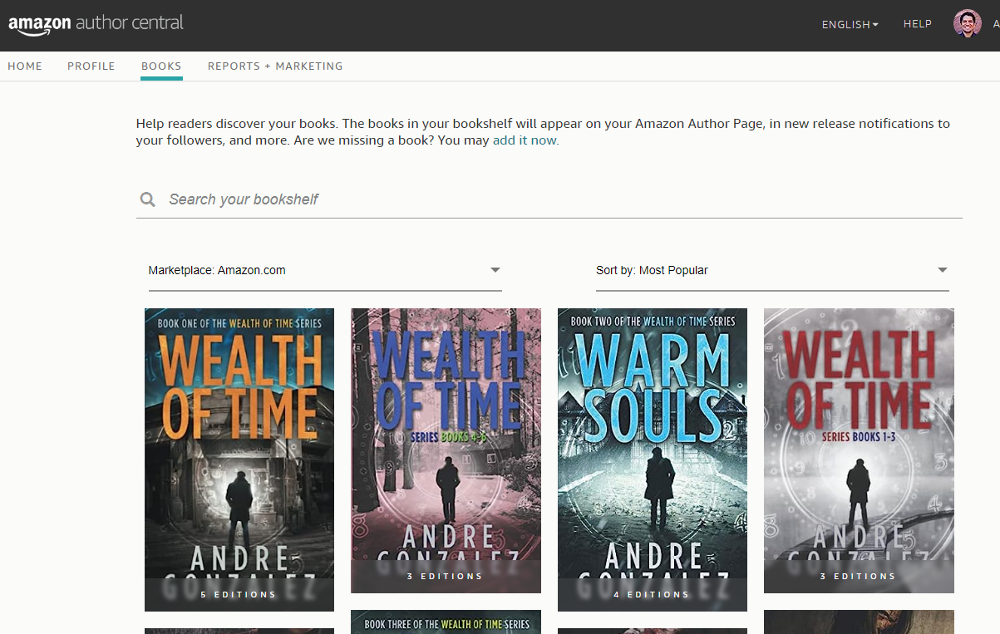 amazon author central
ENGLISH
HELP
A
HOME
PROFILE
BOOKS
REPORTS + MARKETING
Help readers discover your books. The books in your bookshelf will appear on your Amazon Author Page, in new release notifications to
your followers, and more. Are we missing a book? You may add it now.
Search your bookshelf
Marketplace: Amazon.com
Sort by: Most Popular
BOOK ONE OF THE WEALTH OF TIME SERIES
WEALTH
OF TIME
ANDRE
GONZALEZ
5 EDITIONS
WEALTH
OF TIME
SERIES BOOKS 4-6
ANDRE
GONZALEZ
3 EDITIONS
BOOK TWO OF THE WEALTH OF TIME SERIES
WARM
SOULS
ANDRE
GONZALEZ
4 EDITIONS
WEALTH
OF TIME
SERIES BOOKS 1-3
ANDRE
GONZALEZ
3 EDITIONS
BOOK THREE OF THE WEALTH OF TIME SERIES